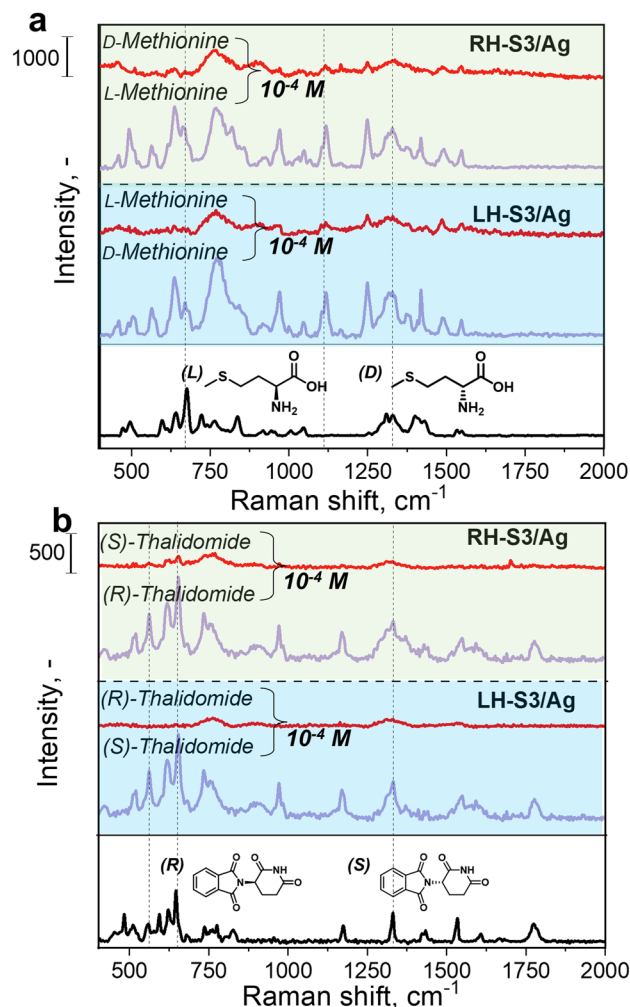 a
1000
D-Methionine
RH-S3/Ag
10⁻⁴ M
L-Methionine
L-Methionine
LH-S3/Ag
10⁻⁴ M
D-Methionine
Intensity, -
(L)
S
O
OH
NH₂
(D)
S
O
OH
NH₂
500 750 1000 1250 1500 1750 2000
Raman shift, cm⁻¹
b
500
(S)-Thalidomide
RH-S3/Ag
10⁻⁴ M
(R)-Thalidomide
(R)-Thalidomide
LH-S3/Ag
10⁻⁴ M
(S)-Thalidomide
Intensity, -
(R)
O
O
NH
N
O
O
(S)
O
O
NH
N
O
O
500 750 1000 1250 1500 1750 2000
Raman shift, cm⁻¹